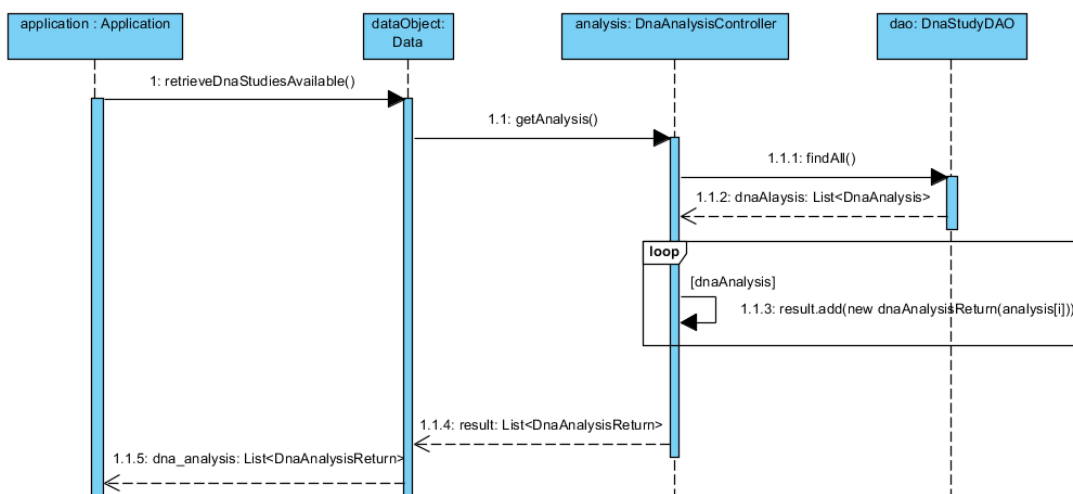 application : Application
dataObject:
Data
analysis: DnaAnalysisController
dao: DnaStudyDAO
1: retrieveDnaStudiesAvailable()
1.1: getAnalysis()
1.1.1: findAll()
1.1.2: dnaAlaysis: List<DnaAnalysis>
loop
[dnaAnalysis]
1.1.3: result.add(new dnaAnalysisReturn(analysis[i]))
1.1.4: result: List<DnaAnalysisReturn>
1.1.5: dna_analysis: List<DnaAnalysisReturn>